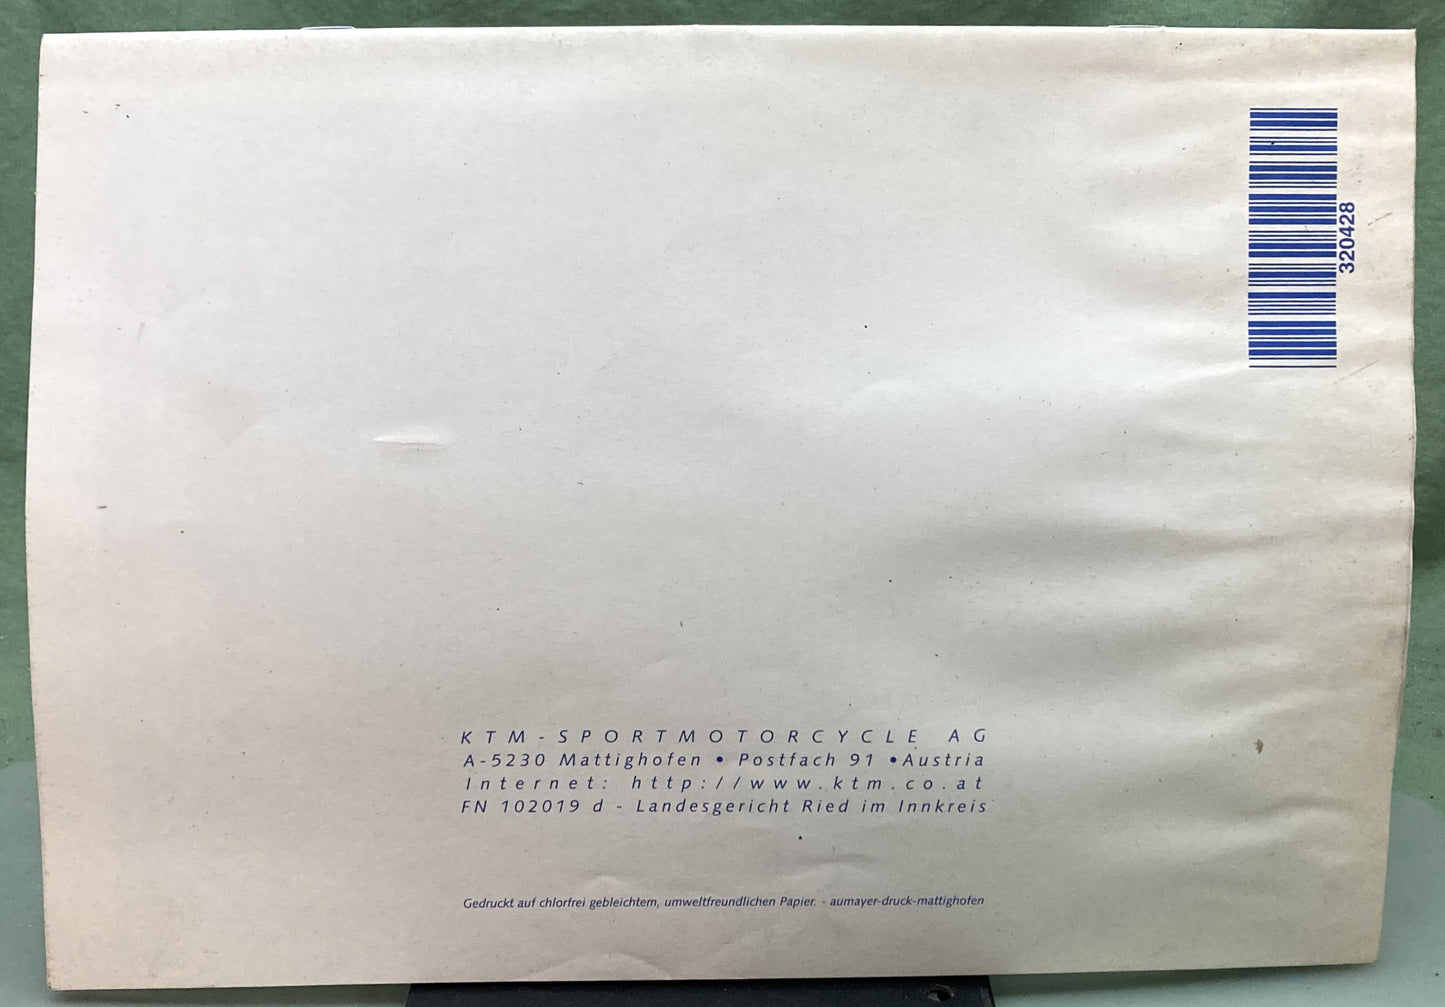 320428
KTM-SPORTMOTORCYCLE AG
A-5230 Mattighofen • Postfach 91 •Austria
Internet: http://www.ktm.co.at
FN 102019 d - Landesgericht Ried im Innkreis
Gedruckt auf chlorfrei gebleichtem, umweltfreundlichen Papier. - aumayer-druck-mattighofen